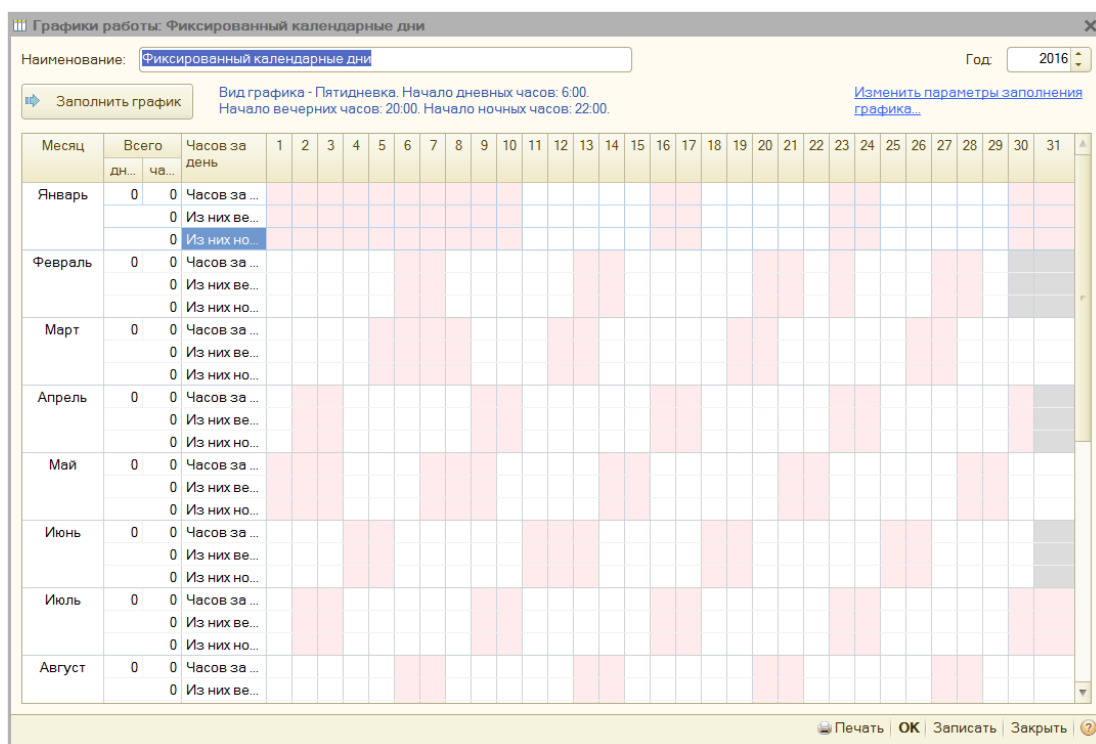 Графики работы: Фиксированный календарные дни
Наименование: Фиксированный календарные дни Год: 2016
Заполнить график Вид графика - Пятидневка. Начало дневных часов: 6:00. Изменить параметры заполнения
Начало вечерних часов: 20:00. Начало ночных часов: 22:00. графика...
Месяц Всего Часов за 1 2 3 4 5 6 7 8 9 10 11 12 13 14 15 16 17 18 19 20 21 22 23 24 25 26 27 28 29 30 31
дн... ча... день
Январь 0 0 Часов за ...
0 Из них ве...
0 Из них но...
Февраль 0 0 Часов за ...
0 Из них ве...
0 Из них но...
Март 0 0 Часов за ...
0 Из них ве...
0 Из них но...
Апрель 0 0 Часов за ...
0 Из них ве...
0 Из них но...
Май 0 0 Часов за ...
0 Из них ве...
0 Из них но...
Июнь 0 0 Часов за ...
0 Из них ве...
0 Из них но...
Июль 0 0 Часов за ...
0 Из них ве...
0 Из них но...
Август 0 0 Часов за ...
0 Из них ве...
Печать ОК Записать Закрыть ?